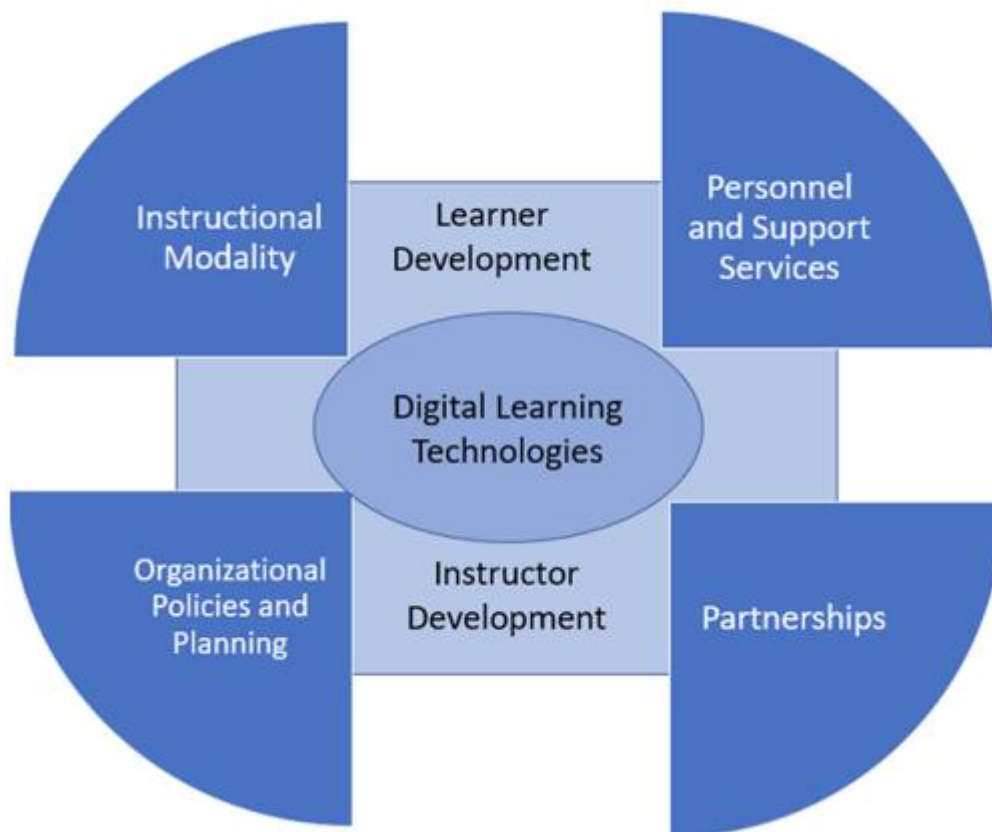 Instructional
Modality
Learner
Development
Personnel
and Support
Services
Digital Learning
Technologies
Organizational
Policies and
Planning
Instructor
Development
Partnerships